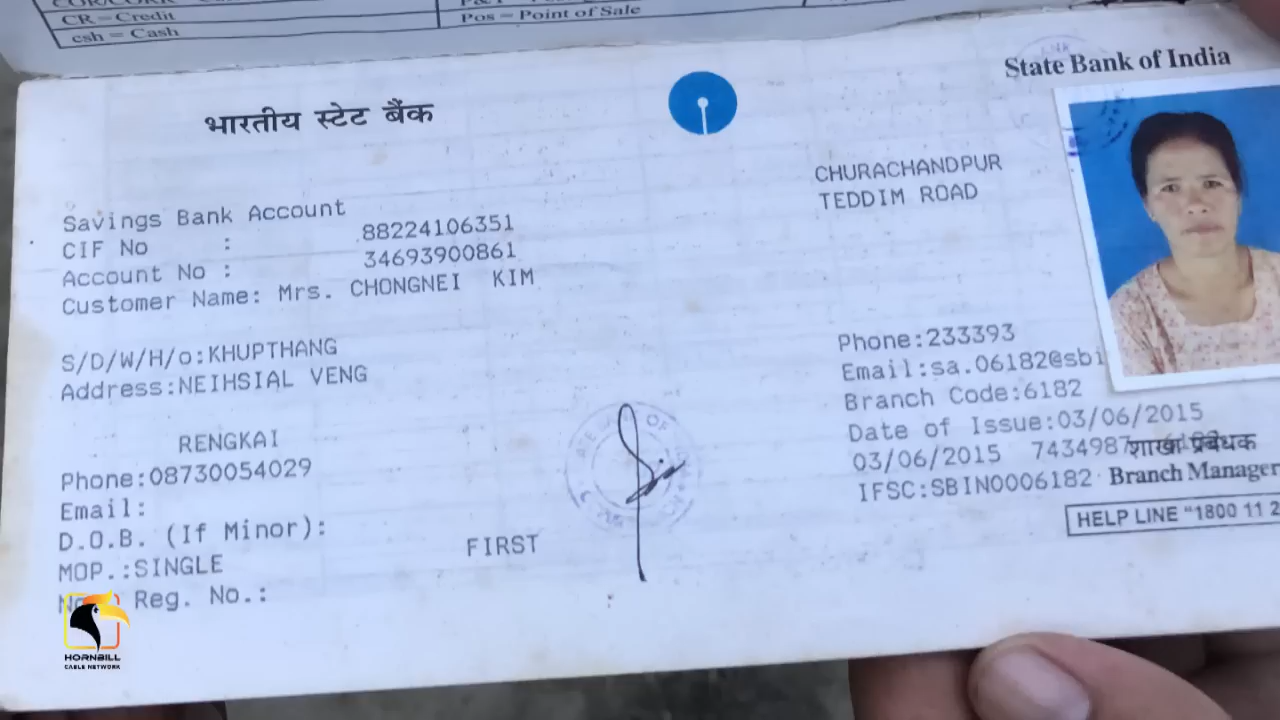 CR = Credit
csh = Cash
Pos = Point of Sale
भारतीय स्टेट बैंक
State Bank of India
CHURACHANDPUR
TEDDIM ROAD
Savings Bank Account
CIF No : 88224106351
Account No : 34693900861
Customer Name: Mrs. CHONGNEI KIM
S/D/W/H/o:KHUPTHANG
Address:NEIHSIAL VENG
RENGKAI
Phone:08730054029
Email:
D.O.B. (If Minor):
MOP.:SINGLE
Reg. No.:
FIRST
Phone:233393
Email:sa.06182@sbi
Branch Code:6182
Date of Issue:03/06/2015
03/06/2015 7434987
शाखा प्रबंधक
IFSC:SBIN0006182
Branch Manager
HELP LINE "1800 11 2
HORNBILL
CABLE NETWORK